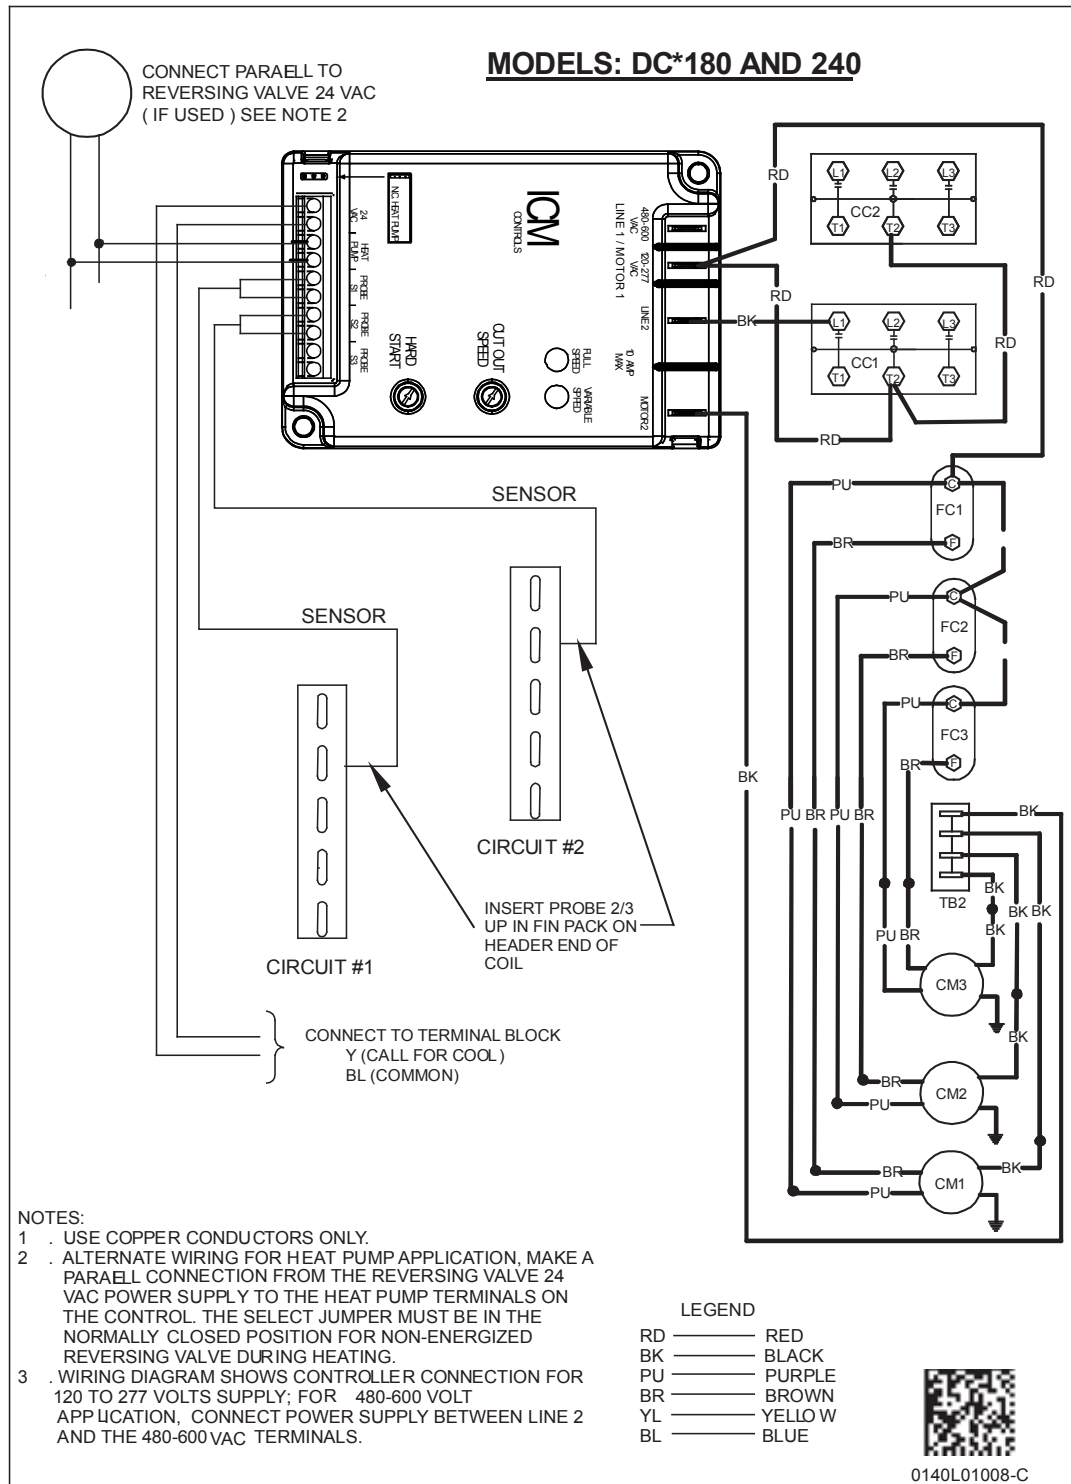 MODELS: DC*180 AND 240
CONNECT PARAELL TO
REVERSING VALVE 24 VAC
( IF USED ) SEE NOTE 2
N.C. HEAT PUMP
24
VAC
HEAT
PUMP
PROBE
S1
PROBE
S2
PROBE
S3
ICM
CONTROLS
HARD
START
CUT OUT
SPEED
FULL
SPEED
VARIABLE
SPEED
480-600
VAC
120-277
VAC
LINE 1 / MOTOR 1
LINE2
10 AMP
MAX
MOTOR2
RD
RD
RD
RD
RD
BK
L1
L2
L3
CC2
T1
T2
T3
L1
L2
L3
CC1
T1
T2
T3
PU
C
FC1
BR
F
PU
C
FC2
BR
F
PU
C
FC3
BR
F
SENSOR
SENSOR
CIRCUIT #2
CIRCUIT #1
INSERT PROBE 2/3
UP IN FIN PACK ON
HEADER END OF
COIL
BK
PU BR PU BR
BK
TB2
BK
BK BK
BK
PU BR
CM3
BK
BR
CM2
PU
BR
BK
CM1
PU
CONNECT TO TERMINAL BLOCK
Y (CALL FOR COOL)
BL (COMMON)
NOTES:
1 . USE COPPER CONDUCTORS ONLY.
2 . ALTERNATE WIRING FOR HEAT PUMP APPLICATION, MAKE A
PARAELL CONNECTION FROM THE REVERSING VALVE 24
VAC POWER SUPPLY TO THE HEAT PUMP TERMINALS ON
THE CONTROL. THE SELECT JUMPER MUST BE IN THE
NORMALLY CLOSED POSITION FOR NON-ENERGIZED
REVERSING VALVE DURING HEATING.
3 . WIRING DIAGRAM SHOWS CONTROLLER CONNECTION FOR
120 TO 277 VOLTS SUPPLY; FOR 480-600 VOLT
APPLICATION, CONNECT POWER SUPPLY BETWEEN LINE 2
AND THE 480-600 VAC TERMINALS.
LEGEND
RD RED
BK BLACK
PU PURPLE
BR BROWN
YL YELLOW
BL BLUE
0140L01008-C